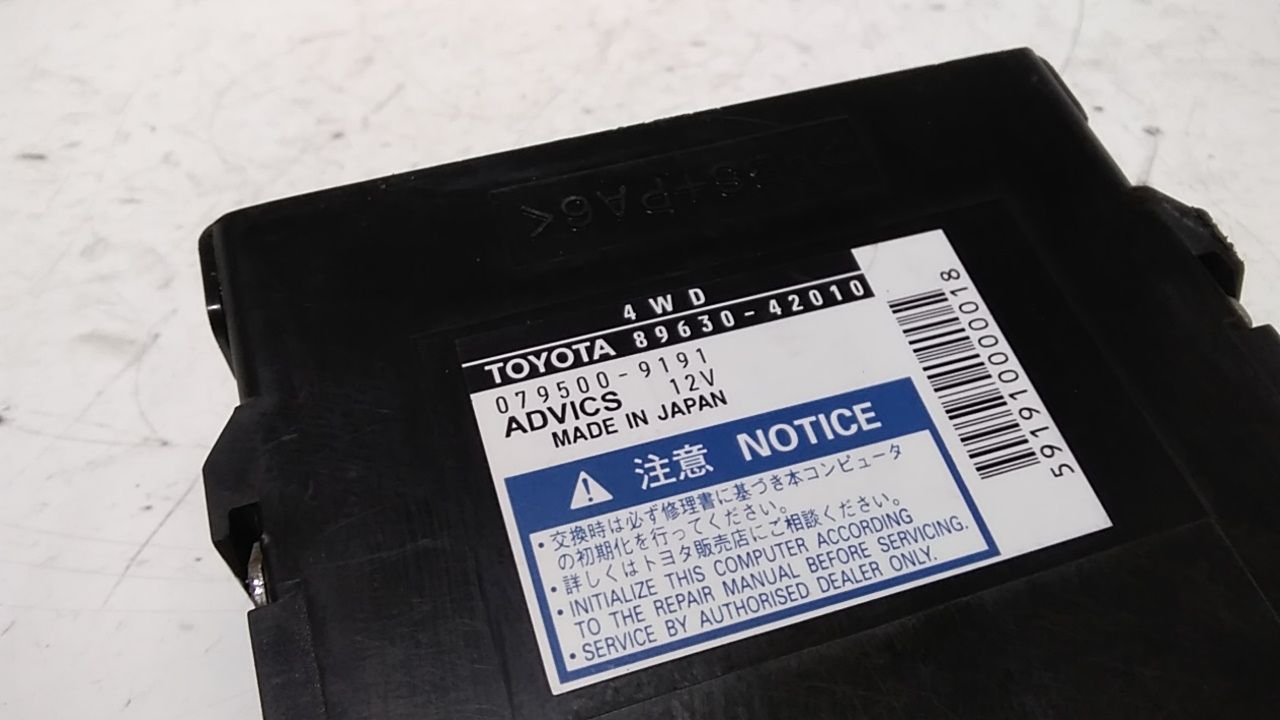 4WD
TOYOTA 89630-42010
079500-9191
ADVICS 12V
MADE IN JAPAN
注意 NOTICE
・交換時は必ず修理書に基づき本コンピュータ
の初期化を行ってください。
・詳しくはトヨタ販売店にご相談ください。
・INITIALIZE THIS COMPUTER ACCORDING
TO THE REPAIR MANUAL BEFORE SERVICING.
・SERVICE BY AUTHORISED DEALER ONLY.
5919100000018